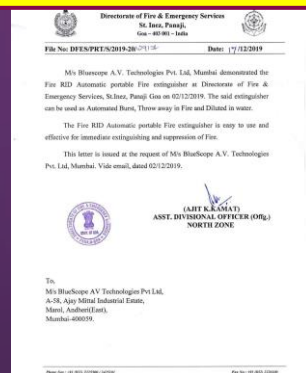 Directorate of Fire & Emergency Services
St. Inez, Panaji,
Goa – 403 001 – India
File No: DFES/PRT/S/2019-20/
Date: 17/12/2019
M/s Bluescope A.V. Technologies Pvt. Ltd, Mumbai demonstrated the
Fire RID Automatic portable Fire extinguisher at Directorate of Fire &
Emergency Services, St.Inez, Panaji Goa on 02/12/2019. The said extinguisher
can be used as Automated Burst, Throw away in Fire and Diluted in water.
The Fire RID Automatic Portable Fire extinguisher is easy to use and
effective for immediate extinguishing and suppression of Fire.
This letter is issued at the request of M/s BlueScope A.V. Technologies
Pvt. Ltd, Mumbai. Vide email, dated 02/12/2019.
(AJIT K.KAMAT)
ASST. DIVISIONAL OFFICER (Offg.)
NORTH ZONE
To,
M/s BlueScope AV Technologies Pvt Ltd,
A-38, Ajay Mittal Industrial Estate,
Marol, Andheri(East),
Mumbai-400059.